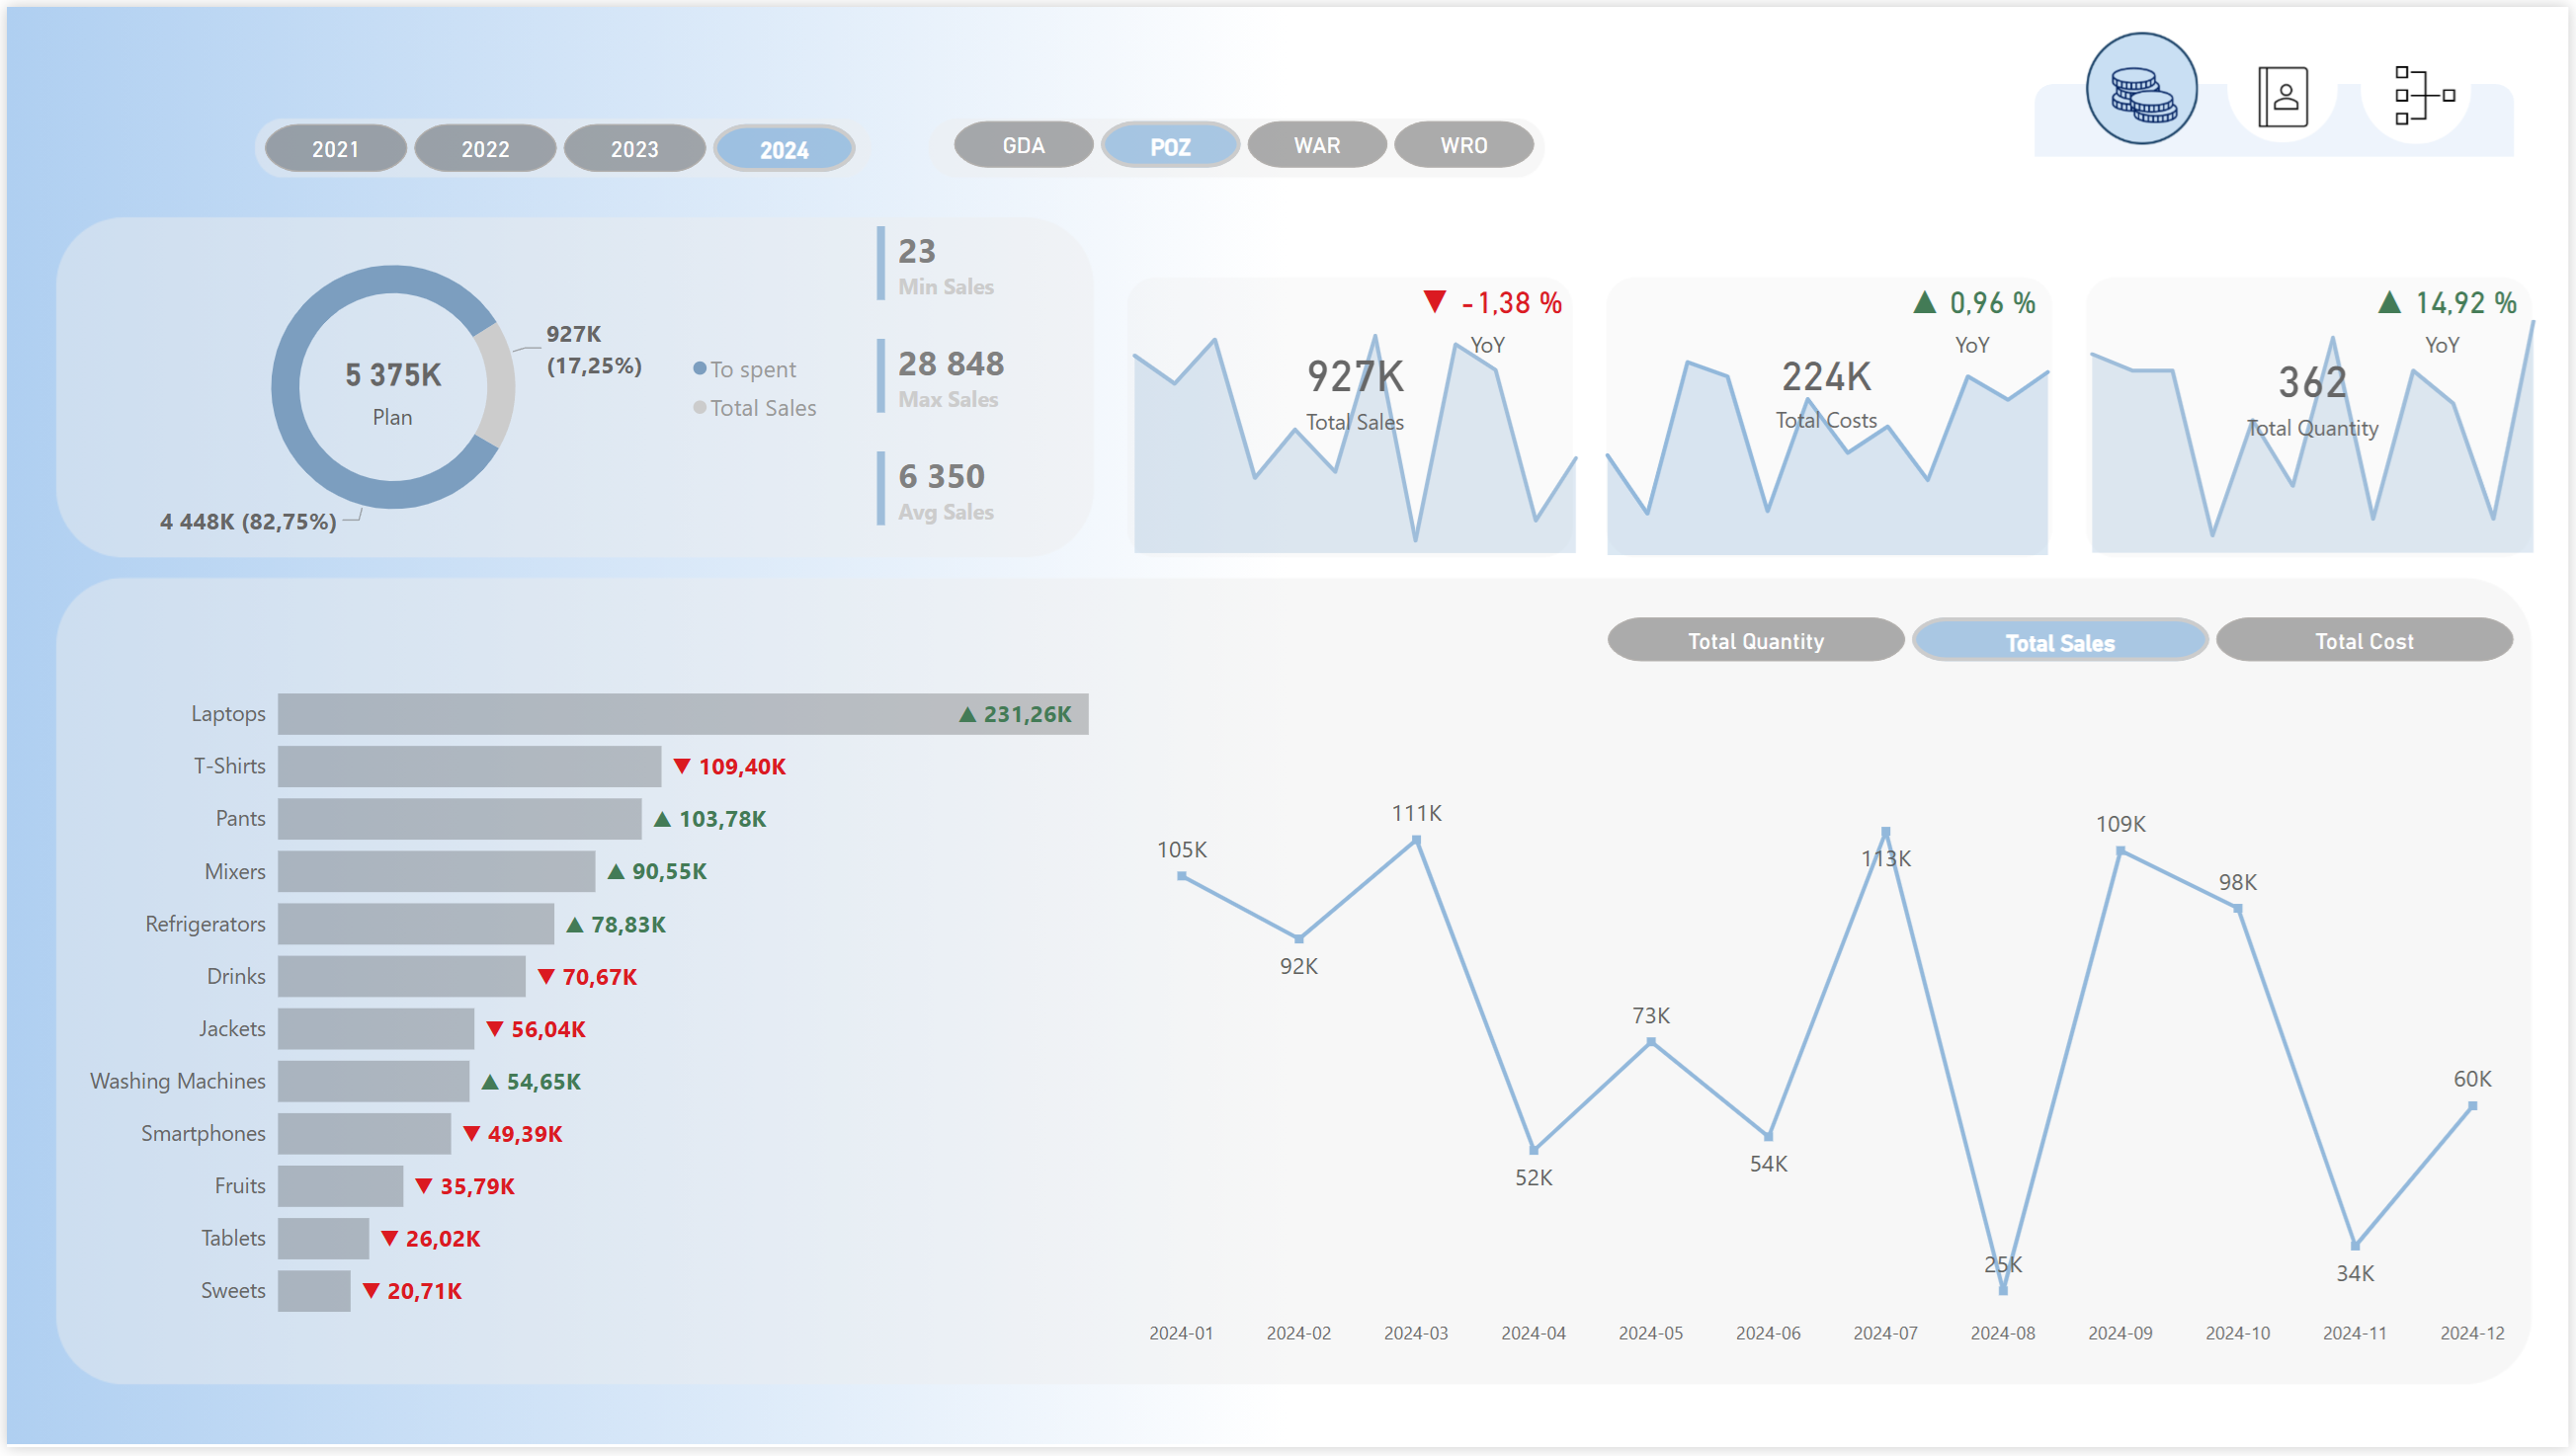 2021 2022 2023 2024
GDA POZ WAR WRO
5 375K
Plan
927K
(17,25%)
4 448K (82,75%)
To spent
Total Sales
23
Min Sales
28 848
Max Sales
6 350
Avg Sales
▼ -1,38 %
YoY
927K
Total Sales
▲ 0,96 %
YoY
224K
Total Costs
▲ 14,92 %
YoY
362
Total Quantity
Total Quantity Total Sales Total Cost
Laptops ▲ 231,26K
T-Shirts ▼ 109,40K
Pants ▲ 103,78K
Mixers ▲ 90,55K
Refrigerators ▲ 78,83K
Drinks ▼ 70,67K
Jackets ▼ 56,04K
Washing Machines ▲ 54,65K
Smartphones ▼ 49,39K
Fruits ▼ 35,79K
Tablets ▼ 26,02K
Sweets ▼ 20,71K
105K 92K 111K 52K 73K 54K 113K 25K 109K 98K 34K 60K
2024-01 2024-02 2024-03 2024-04 2024-05 2024-06 2024-07 2024-08 2024-09 2024-10 2024-11 2024-12